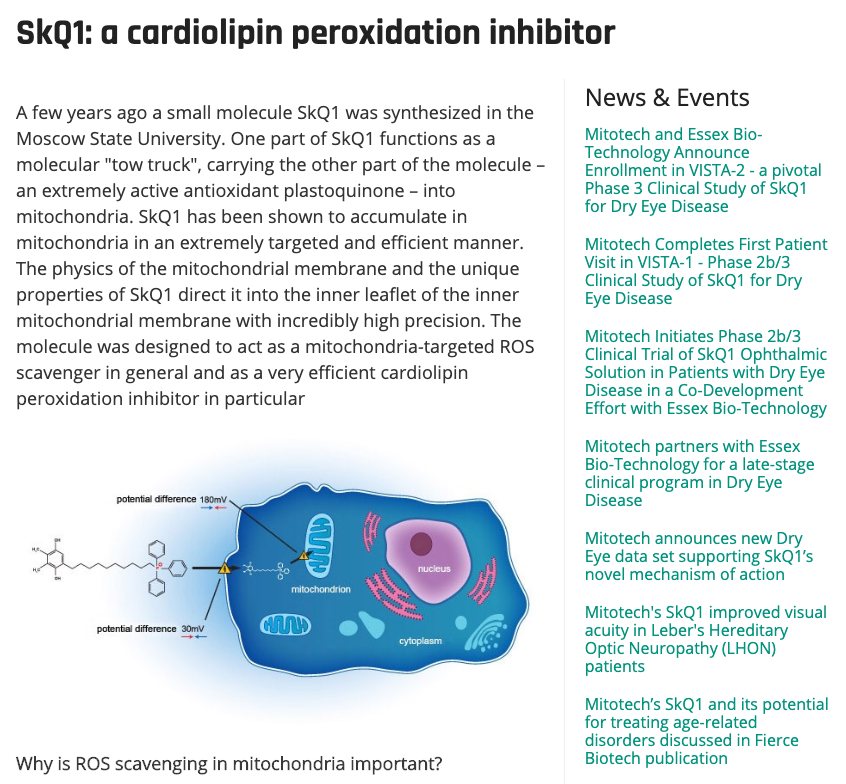 SkQ1: a cardiolipin peroxidation inhibitor
A few years ago a small molecule SkQ1 was synthesized in the
Moscow State University. One part of SkQ1 functions as a
molecular "tow truck", carrying the other part of the molecule –
an extremely active antioxidant plastoquinone – into
mitochondria. SkQ1 has been shown to accumulate in
mitochondria in an extremely targeted and efficient manner.
The physics of the mitochondrial membrane and the unique
properties of SkQ1 direct it into the inner leaflet of the inner
mitochondrial membrane with incredibly high precision. The
molecule was designed to act as a mitochondria-targeted ROS
scavenger in general and as a very efficient cardiolipin
peroxidation inhibitor in particular
potential difference 180mV
OH
H₃C
H₃C
OH
nucleus
mitochondrion
potential difference 30mV
cytoplasm
Why is ROS scavenging in mitochondria important?
News & Events
Mitotech and Essex Bio-
Technology Announce
Enrollment in VISTA-2 - a pivotal
Phase 3 Clinical Study of SkQ1
for Dry Eye Disease
Mitotech Completes First Patient
Visit in VISTA-1 - Phase 2b/3
Clinical Study of SkQ1 for Dry
Eye Disease
Mitotech Initiates Phase 2b/3
Clinical Trial of SkQ1 Ophthalmic
Solution in Patients with Dry Eye
Disease in a Co-Development
Effort with Essex Bio-Technology
Mitotech partners with Essex
Bio-Technology for a late-stage
clinical program in Dry Eye
Disease
Mitotech announces new Dry
Eye data set supporting SkQ1’s
novel mechanism of action
Mitotech's SkQ1 improved visual
acuity in Leber's Hereditary
Optic Neuropathy (LHON)
patients
Mitotech’s SkQ1 and its potential
for treating age-related
disorders discussed in Fierce
Biotech publication